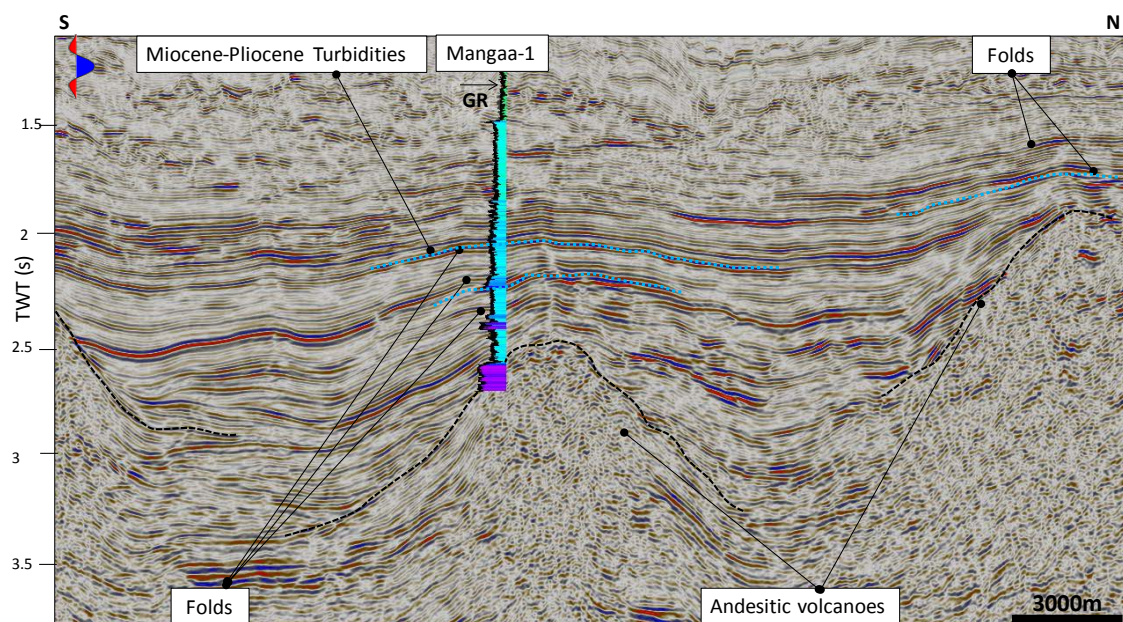 S
N
Miocene-Pliocene Turbidities
Mangaa-1
Folds
GR
1.5
2
2.5
3
3.5
TWT (s)
Folds
Andesitic volcanoes
3000m